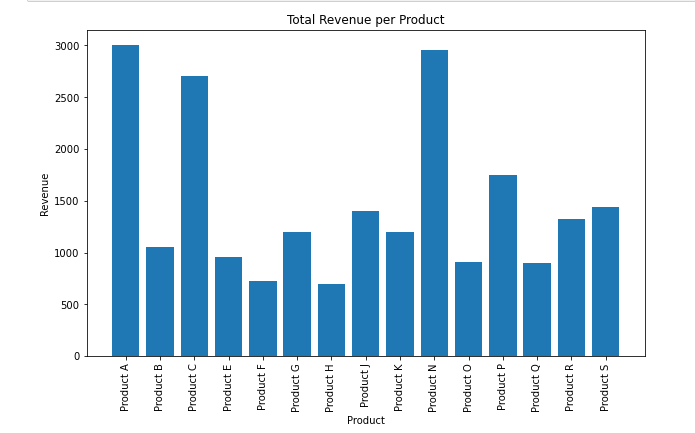 Total Revenue per Product
Revenue
3000
2500
2000
1500
1000
500
0
Product A
Product B
Product C
Product E
Product F
Product G
Product H
Product J
Product K
Product N
Product O
Product P
Product Q
Product R
Product S
Product